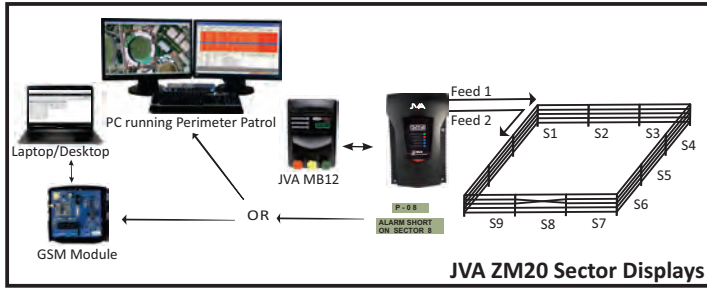 Feed 1
Feed 2
JVA
S1
S2
S3
S4
S5
S6
S7
S8
S9
PC running Perimeter Patrol
Laptop/Desktop
JVA MB12
OR
P - 0 8
ALARM SHORT
ON SECTOR 8
GSM Module
JVA ZM20 Sector Displays